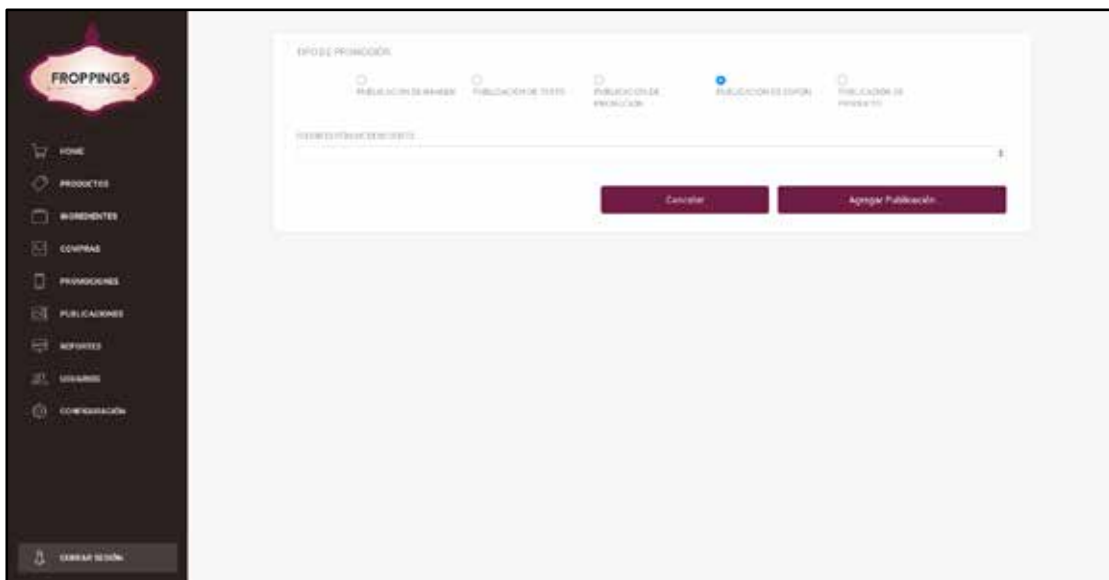 FROPPINGS
HOME
PRODUCTOS
INGREDIENTES
COMPRAS
PROMOCIONES
PUBLICACIONES
REPORTES
USUARIOS
CONFIGURACIÓN
CERRAR SESIÓN
TIPO DE PROMOCIÓN
PUBLICACIÓN DE BANNER
PUBLICACIÓN DE TEXTO
PUBLICACIÓN DE
PROMOCIÓN
PUBLICACIÓN DE CUPÓN
PUBLICACIÓN DE
PRODUCTO
Cancelar
Agregar Publicación